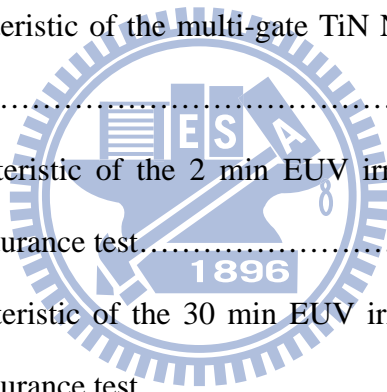 eristic of the multi-gate TiN N
……………………………
E S A
teristic of the 2 min EUV irr
urance test……………………
1896
teristic of the 30 min EUV ir
urance test